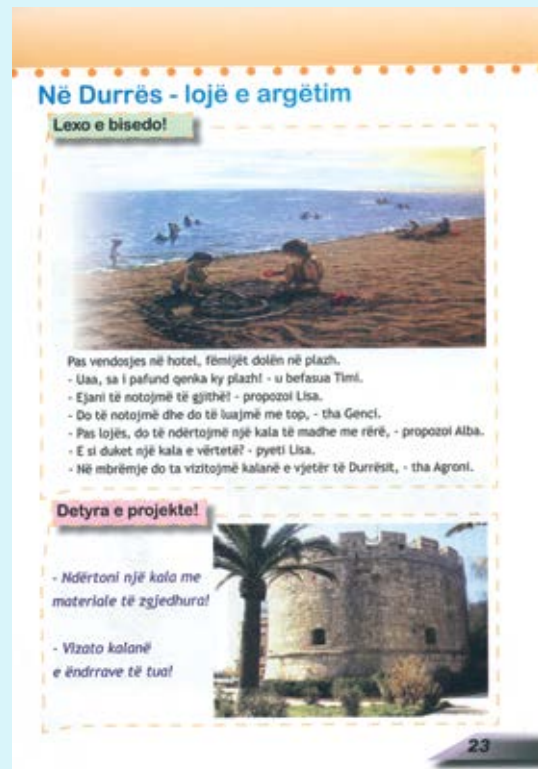 Në Durrës - lojë e argëtim
Lexo e bisedo!
Pas vendosjes në hotel, fëmijët dolën në plazh.
- Uaa, sa i pafund qenka ky plazh! - u befasua Timi.
- Ejani të notojmë të gjithë! - propozoi Lisa.
- Do të notojmë dhe do të luajmë me top, - tha Genci.
- Pas lojës, do të ndërtojmë një kala të madhe me rërë, - propozoi Alba.
- E si duket një kala e vërtetë? - pyeti Lisa.
- Në mbrëmje do ta vizitojmë kalanë e vjetër të Durrësit, - tha Agroni.
Detyra e projekte!
- Ndërtoni një kala me
materiale të zgjedhura!
- Vizato kalanë
e ëndrrave të tua!
23